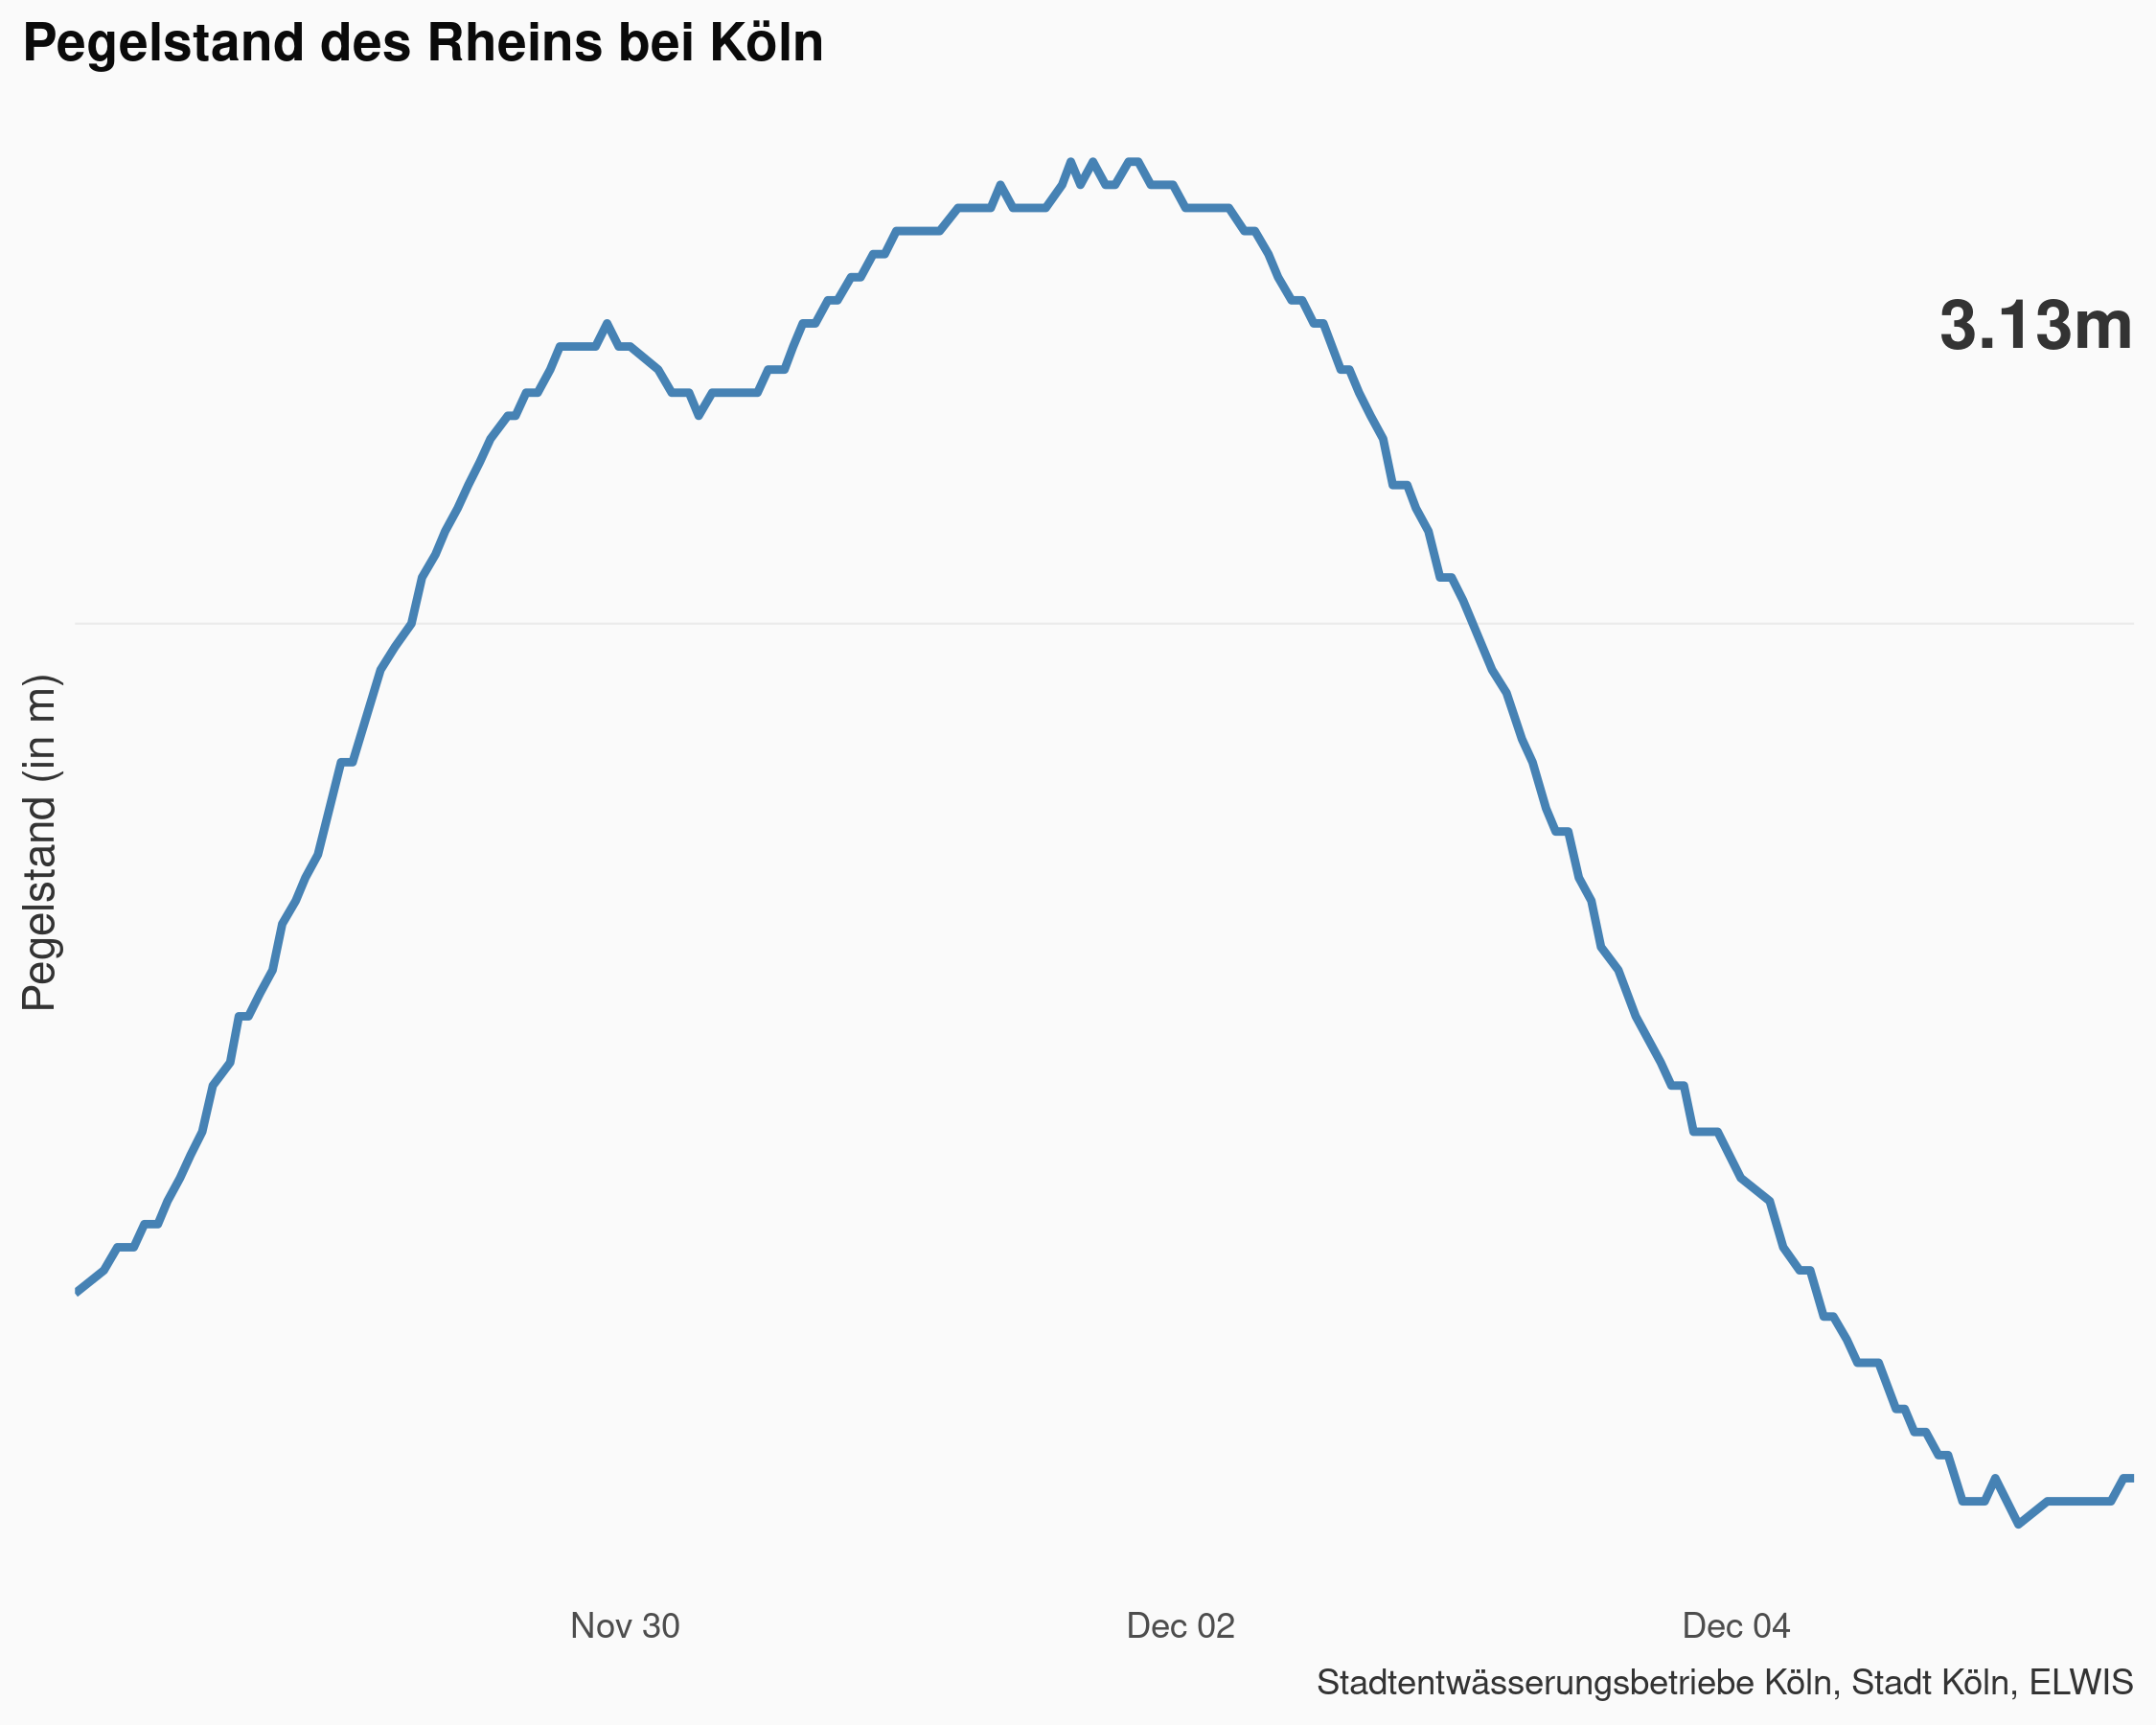 Pegelstand des Rheins bei Köln
3.13m
Pegelstand (in m)
Nov 30
Dec 02
Dec 04
Stadtentwässerungsbetriebe Köln, Stadt Köln, ELWIS